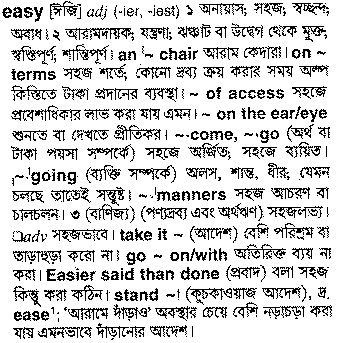 easy [ঈজি] adj (-ier, -iest) ১ অনায়াস; সহজ; স্বচ্ছন্দ;
অবাধ। ২ আরামদায়ক; যন্ত্রণা, ঝঞ্ঝাট বা উদ্বেগ থেকে মুক্ত;
স্বস্তিপূর্ণ, শান্তিপূর্ণ। an ~ chair আরাম কেদারা। on ~
terms সহজ শর্তে, কোনো দ্রব্য ক্রয় করার সময় অল্প
কিস্তিতে টাকা প্রদানের ব্যবস্থা। ~ of access সহজে
প্রবেশাধিকার লাভ করা যায় এমন। ~ on the ear/eye
শুনতে বা দেখতে প্রীতিকর। ~-come, ~-go (অর্থ বা
টাকা পয়সা সম্পর্কে) সহজে অর্জিত; সহজে ব্যয়িত।
~-ˈgoing (ব্যক্তি সম্পর্কে) অলস, শান্ত, ধীর; যেমন
চলছে তাতেই সন্তুষ্ট। ~-ˈmanners সহজ আচরণ বা
চালচলন। ৩ (বাণিজ্য) (পণ্যদ্রব্য এবং অর্থঋণ) সহজলভ্য।
□adv সহজভাবে। take it ~ (আদেশ) বেশি পরিশ্রম বা
তাড়াহুড়া করো না। go ~ on/with অতিরিক্ত ব্যয় না
করা। Easier said than done (প্রবাদ) বলা সহজ
কিন্তু করা কঠিন। stand ~। (কুচকাওয়াজ আদেশ), দ্র.
ease¹; 'আরামে দাঁড়াও' অবস্থার চেয়ে বেশি নড়াচড়া করা
যায় এমনভাবে দাঁড়ানোর আদেশ।